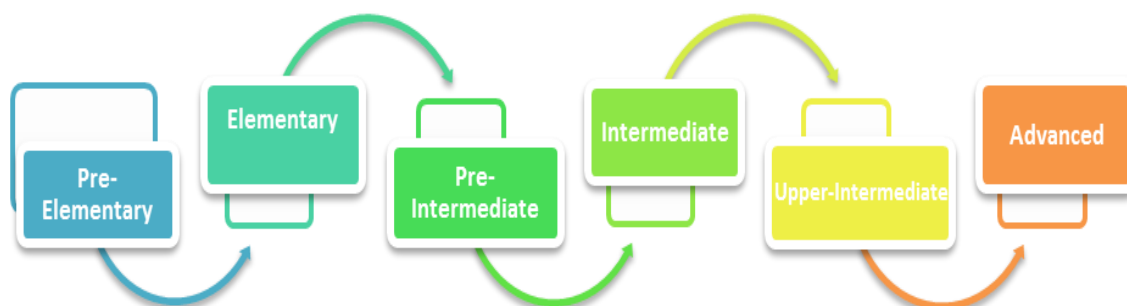 Pre-
Elementary
Elementary
Pre-
Intermediate
Intermediate
Upper-Intermediate
Advanced